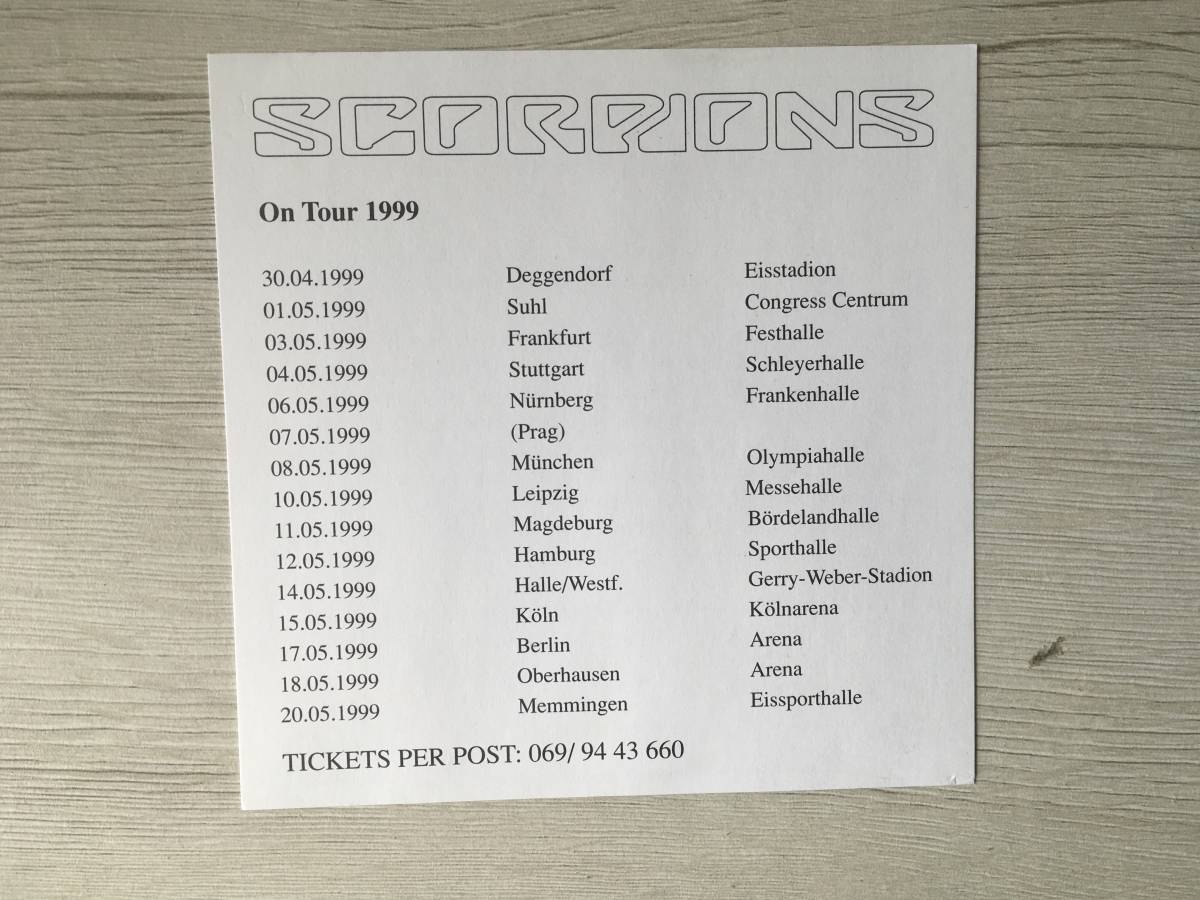 SCORPIONS
On Tour 1999
30.04.1999 Deggendorf Eisstadion
01.05.1999 Suhl Congress Centrum
03.05.1999 Frankfurt Festhalle
04.05.1999 Stuttgart Schleyerhalle
06.05.1999 Nürnberg Frankenhalle
07.05.1999 (Prag)
08.05.1999 München Olympiahalle
10.05.1999 Leipzig Messehalle
11.05.1999 Magdeburg Bördelandhalle
12.05.1999 Hamburg Sporthalle
14.05.1999 Halle/Westf. Gerry-Weber-Stadion
15.05.1999 Köln Kölnarena
17.05.1999 Berlin Arena
18.05.1999 Oberhausen Arena
20.05.1999 Memmingen Eissporthalle
TICKETS PER POST: 069/ 94 43 660